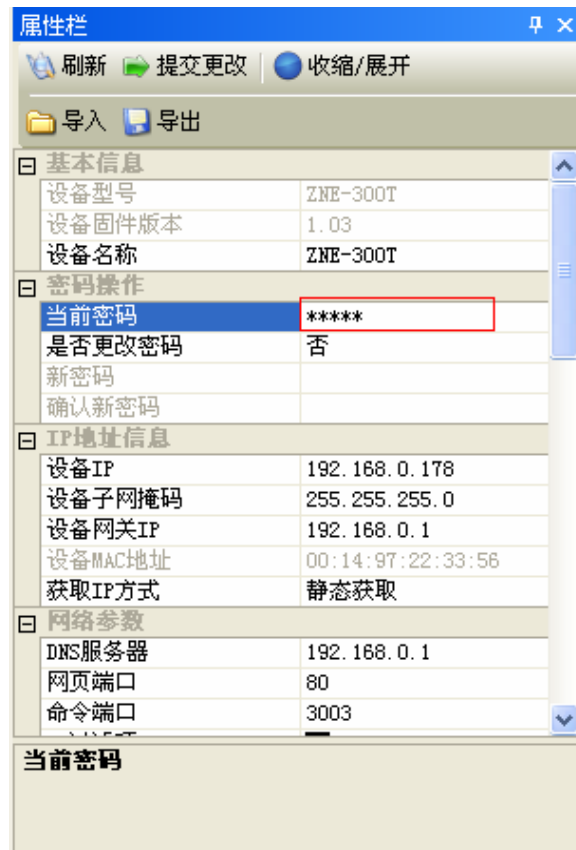 属性栏
刷新 提交更改 收缩/展开
导入 导出
基本信息
设备型号 ZNE-300T
设备固件版本 1.03
设备名称 ZNE-300T
密码操作
当前密码 *****
是否更改密码 否
新密码
确认新密码
IP地址信息
设备IP 192.168.0.178
设备子网掩码 255.255.255.0
设备网关IP 192.168.0.1
设备MAC地址 00:14:97:22:33:56
获取IP方式 静态获取
网络参数
DNS服务器 192.168.0.1
网页端口 80
命令端口 3003
当前密码